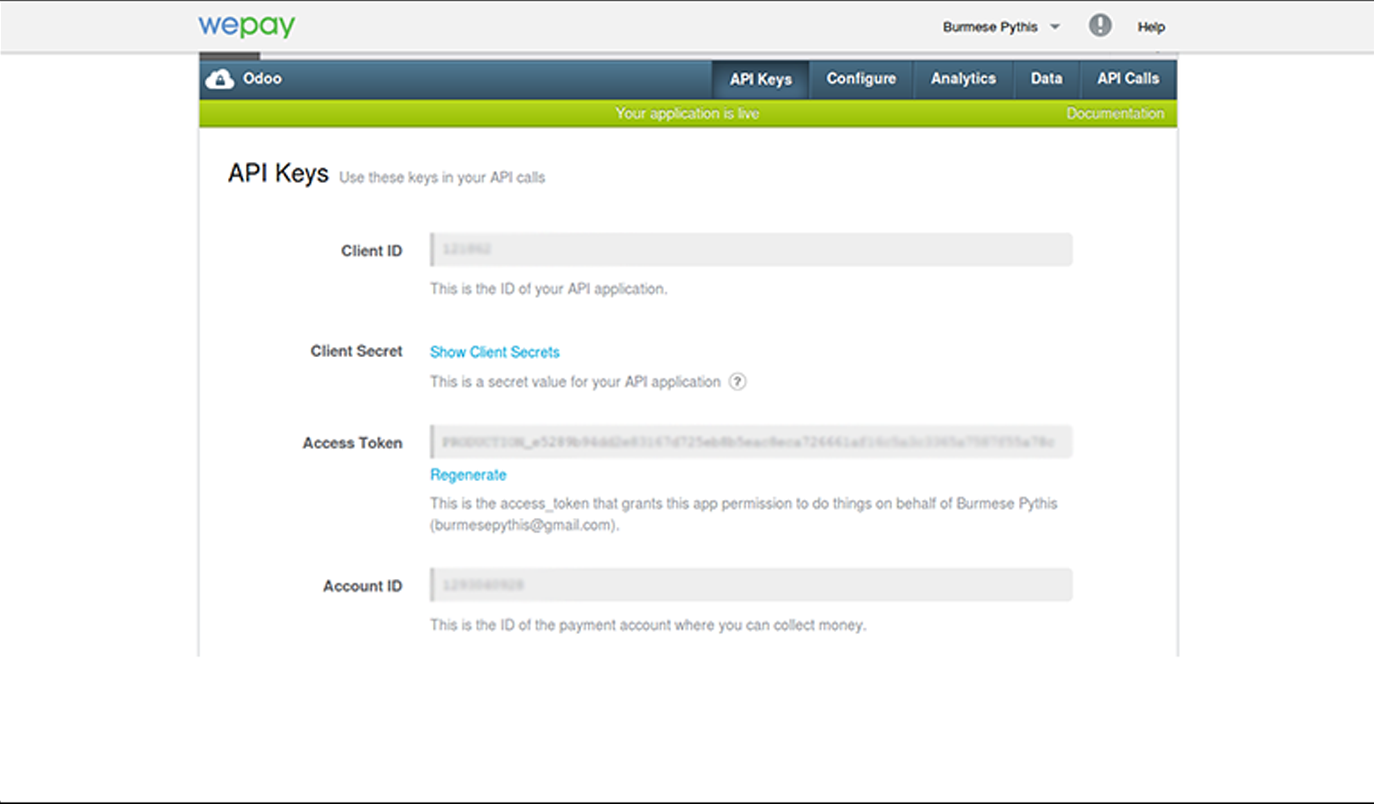 wepay
Burmese Pythis
Help
Odoo
API Keys
Configure
Analytics
Data
API Calls
Your application is live
Documentation
API Keys Use these keys in your API calls
Client ID
This is the ID of your API application.
Client Secret
Show Client Secrets
This is a secret value for your API application ?
Access Token
Regenerate
This is the access_token that grants this app permission to do things on behalf of Burmese Pythis
(burmesepythis@gmail.com).
Account ID
This is the ID of the payment account where you can collect money.